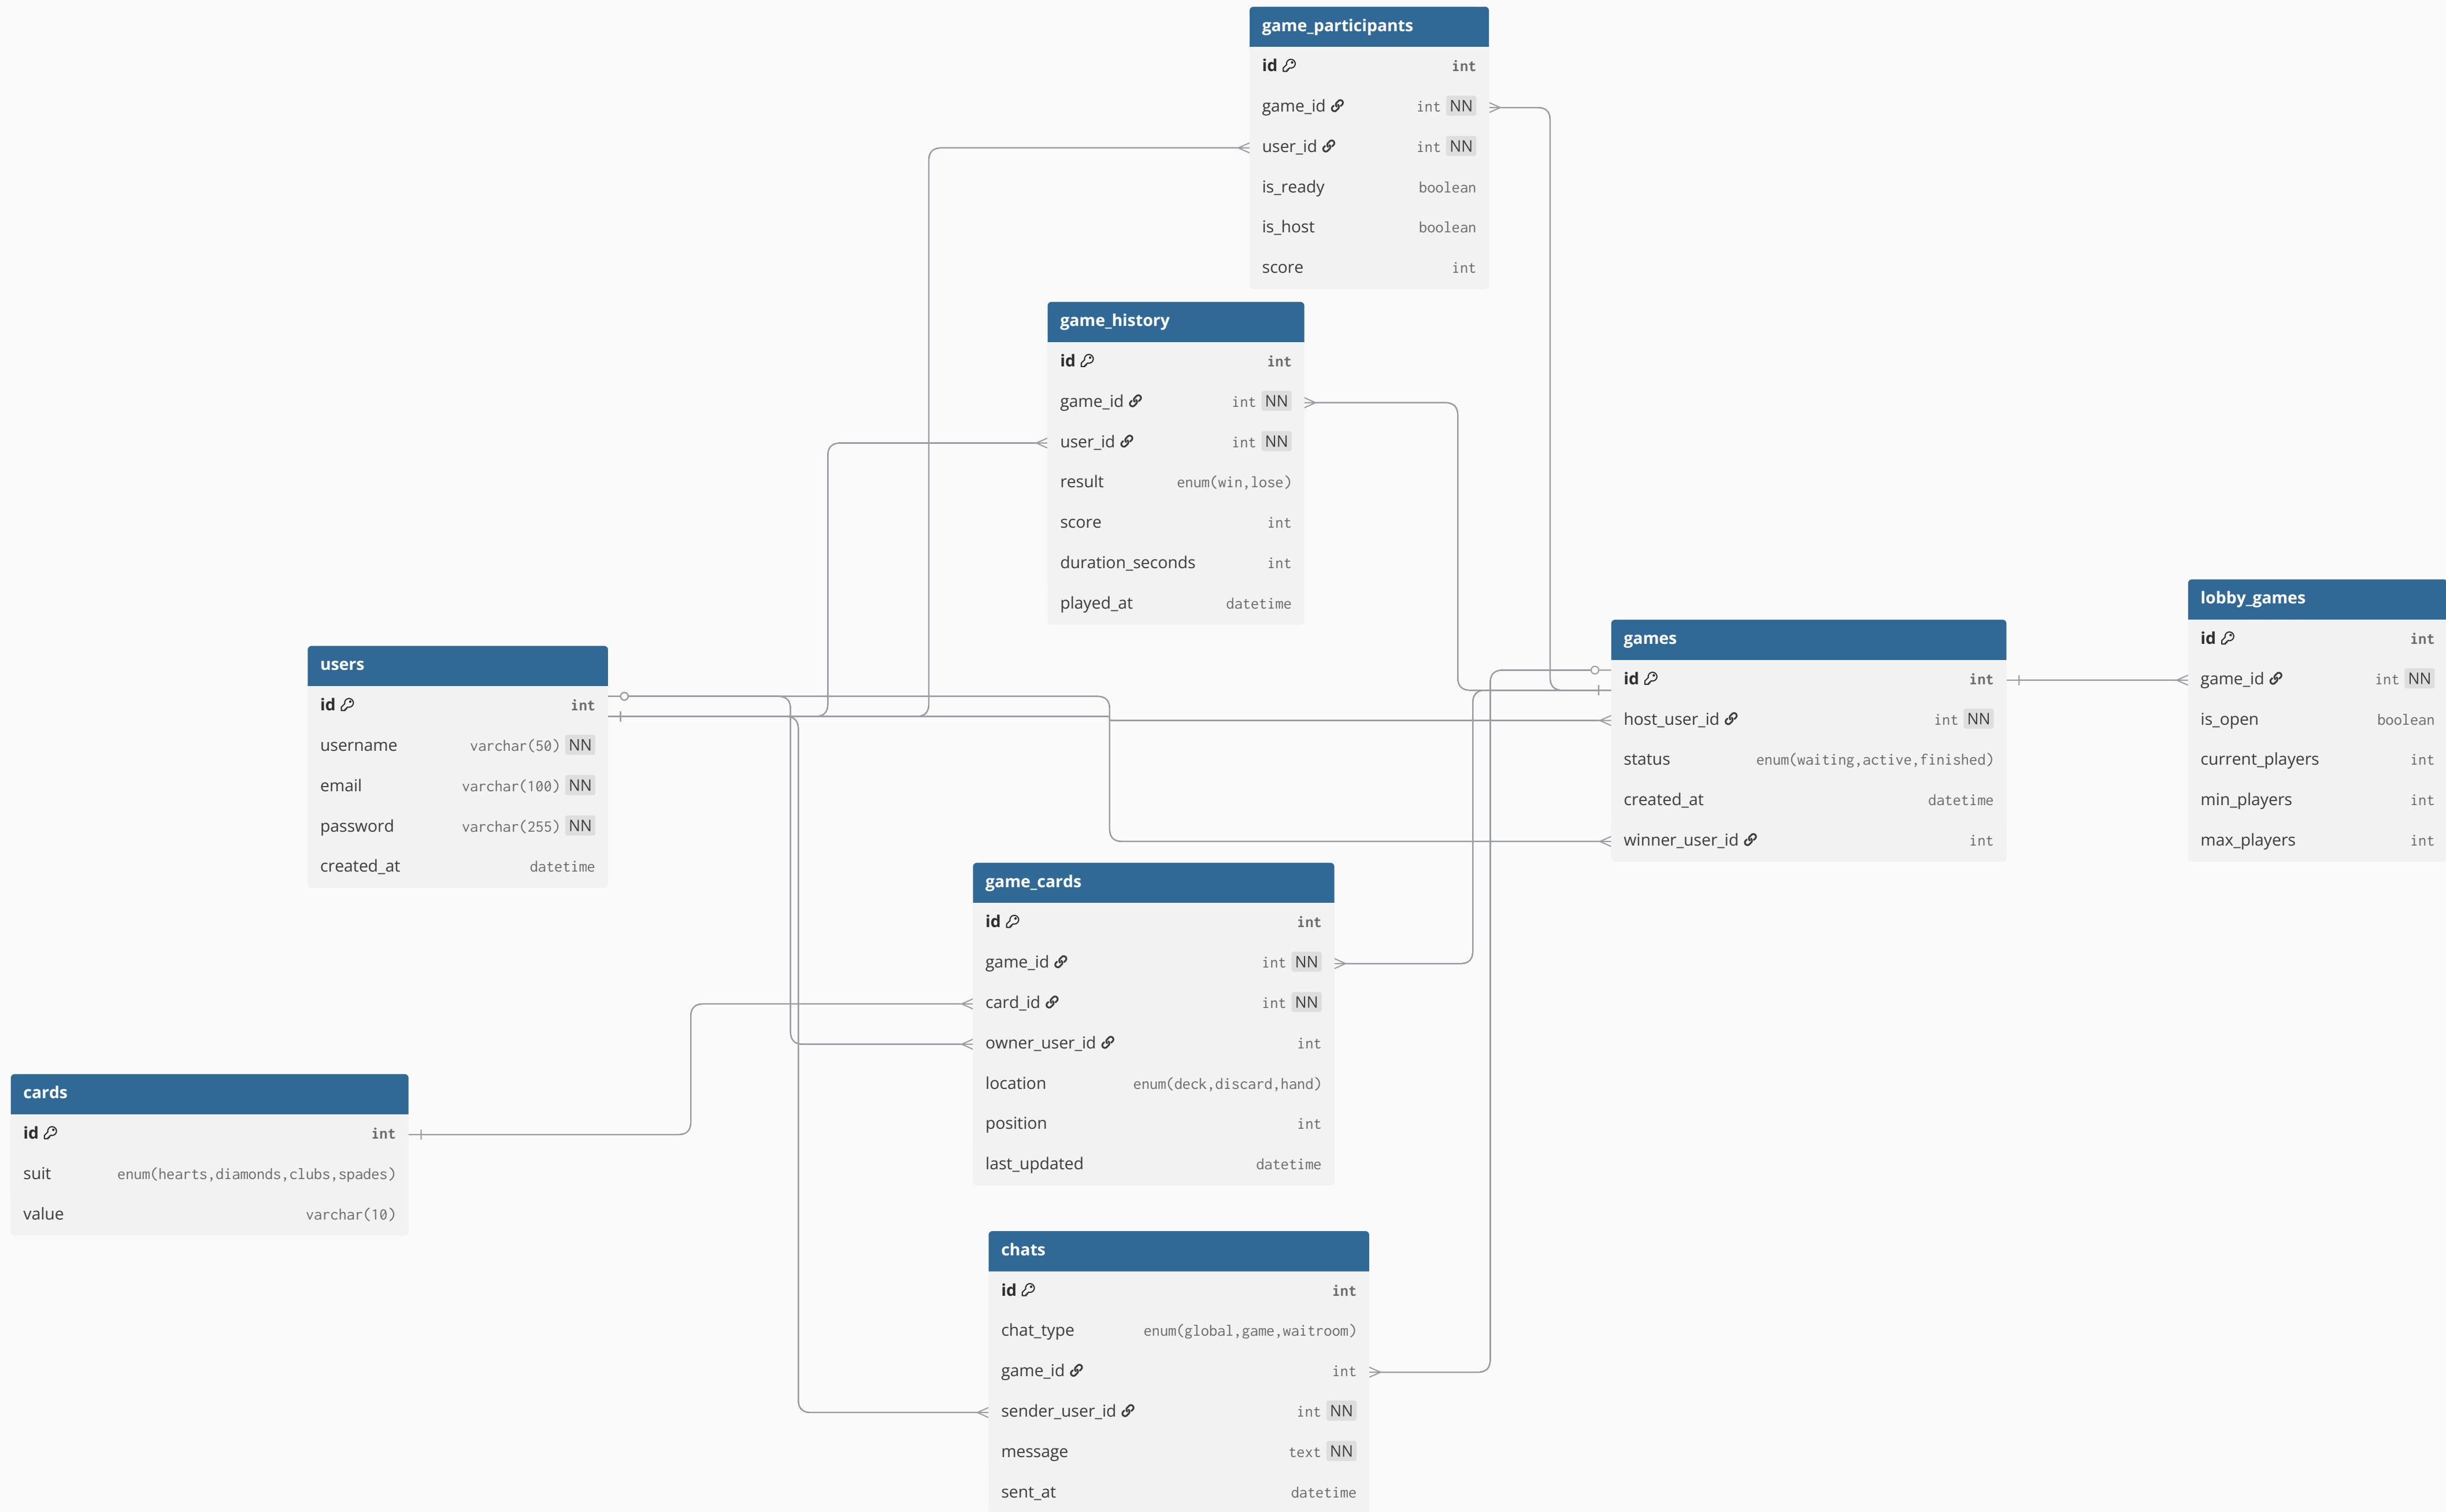 game_participants
id int
game_id int NN
user_id int NN
is_ready boolean
is_host boolean
score int
game_history
id int
game_id int NN
user_id int NN
result enum(win,lose)
score int
duration_seconds int
played_at datetime
users
id int
username varchar(50) NN
email varchar(100) NN
password varchar(255) NN
created_at datetime
games
id int
host_user_id int NN
status enum(waiting,active,finished)
created_at datetime
winner_user_id int
lobby_games
id int
game_id int NN
is_open boolean
current_players int
min_players int
max_players int
game_cards
id int
game_id int NN
card_id int NN
owner_user_id int
location enum(deck,discard,hand)
position int
last_updated datetime
cards
id int
suit enum(hearts,diamonds,clubs,spades)
value varchar(10)
chats
id int
chat_type enum(global,game,waitroom)
game_id int
sender_user_id int NN
message text NN
sent_at datetime